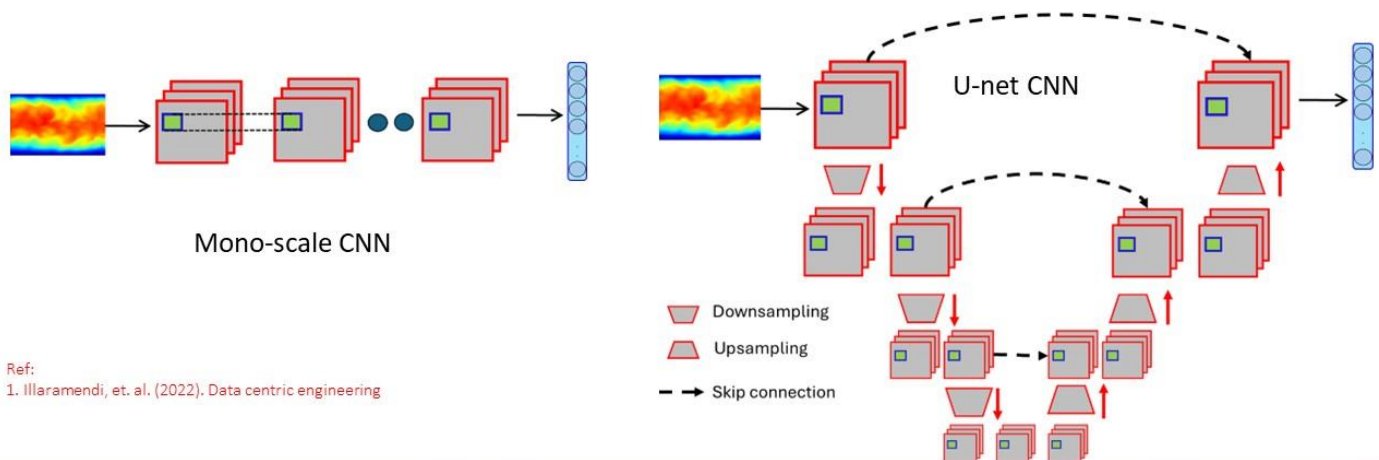 Mono-scale CNN
Ref:
1. Illaramendi, et. al. (2022). Data centric engineering
U-net CNN
Downsampling
Upsampling
Skip connection